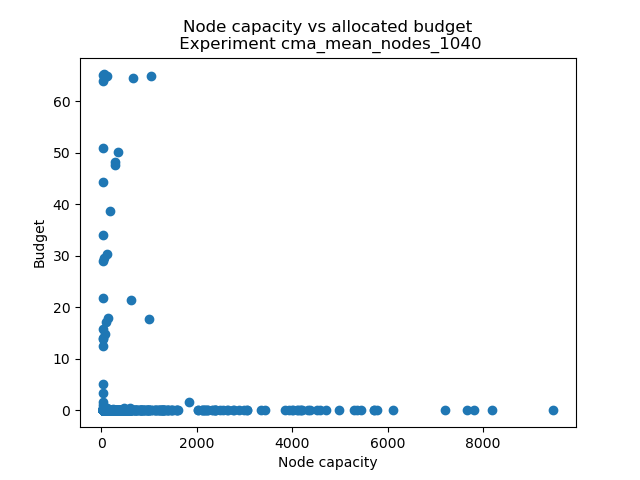 Node capacity vs allocated budget
Experiment cma_mean_nodes_1040
60
50
40
30
20
10
0
Budget
0 2000 4000 6000 8000
Node capacity